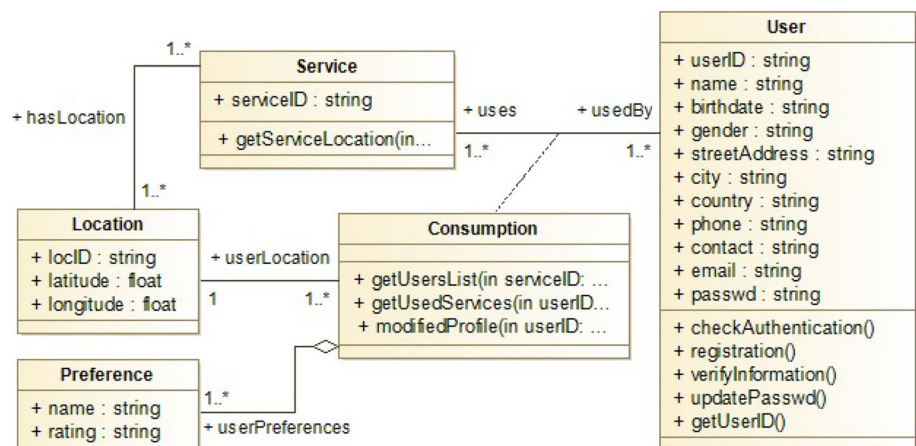 Service
+ serviceID : string
+ getServiceLocation(in...
1..*
+ hasLocation
1..*
+ uses
1..*
+ usedBy
1..*
User
+ userID : string
+ name : string
+ birthdate : string
+ gender : string
+ streetAddress : string
+ city : string
+ country : string
+ phone : string
+ contact : string
+ email : string
+ passwd : string
+ checkAuthentication()
+ registration()
+ verifyInformation()
+ updatePasswd()
+ getUserID()
Location
+ locID : string
+ latitude : float
+ longitude : float
+ userLocation
1
1..*
Consumption
+ getUsersList(in serviceID: ...
+ getUsedServices(in userID...
+ modifiedProfile(in userID: ...
Preference
+ name : string
+ rating : string
1..*
+ userPreferences